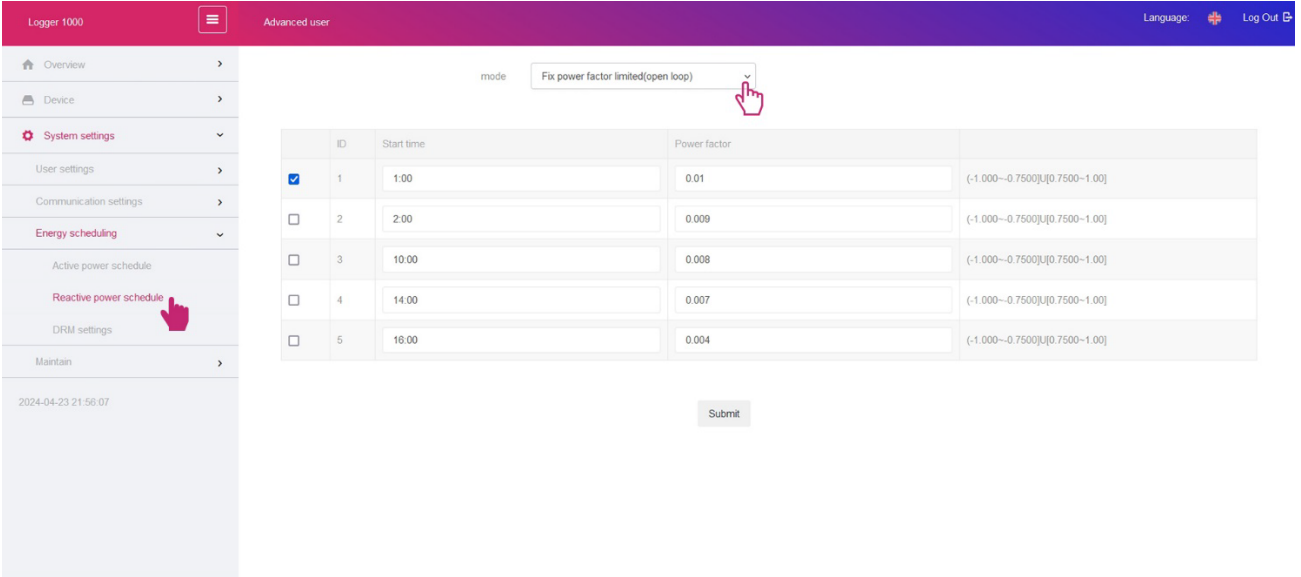 Logger 1000
Advanced user
Language:
Log Out
Overview
Device
System settings
User settings
Communication settings
Energy scheduling
Active power schedule
Reactive power schedule
DRM settings
Maintain
2024-04-23 21:56:07
mode Fix power factor limited(open loop)
ID Start time Power factor
1 1:00 0.01 (-1.000~-0.7500]U[0.7500~1.00]
2 2:00 0.009 (-1.000~-0.7500]U[0.7500~1.00]
3 10:00 0.008 (-1.000~-0.7500]U[0.7500~1.00]
4 14:00 0.007 (-1.000~-0.7500]U[0.7500~1.00]
5 16:00 0.004 (-1.000~-0.7500]U[0.7500~1.00]
Submit